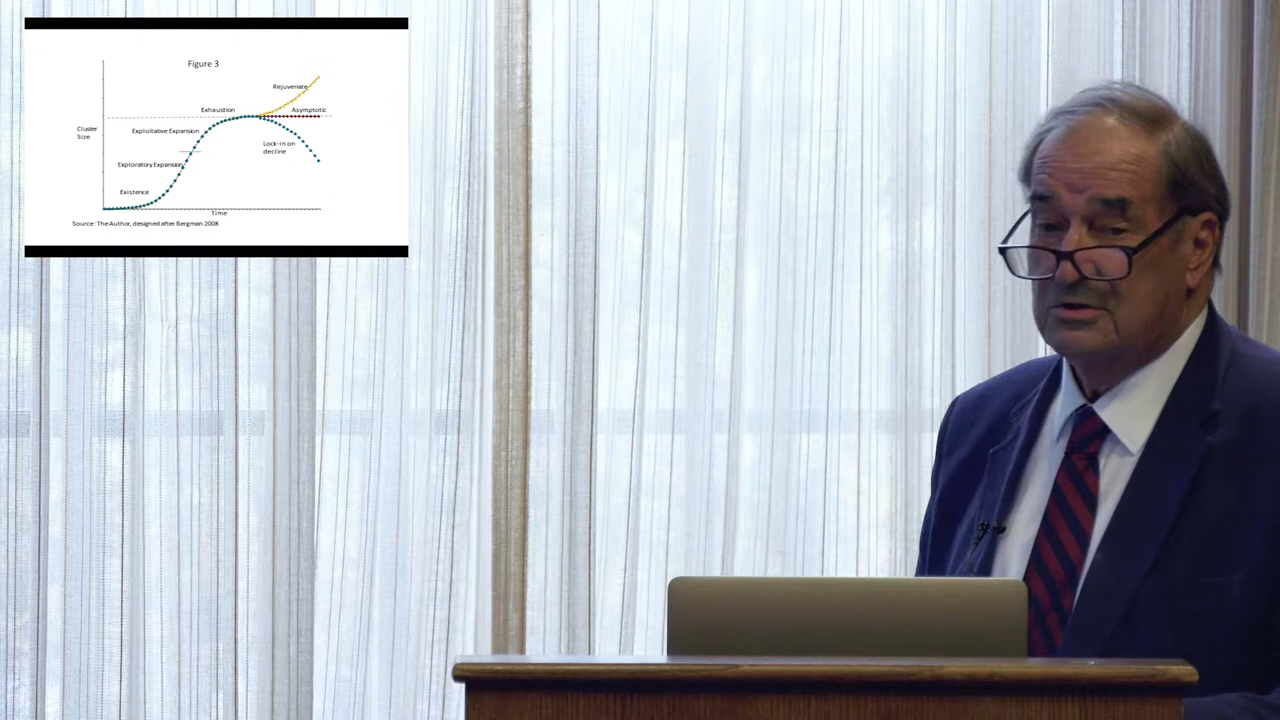 Figure 3
Rejuvenate
Exhaustion
Asymptotic
Cluster
Size
Exploitative Expansion
Lock-in on
decline
Exploratory Expansion
Existence
Time
Source: The Author, designed after Bergman 2008